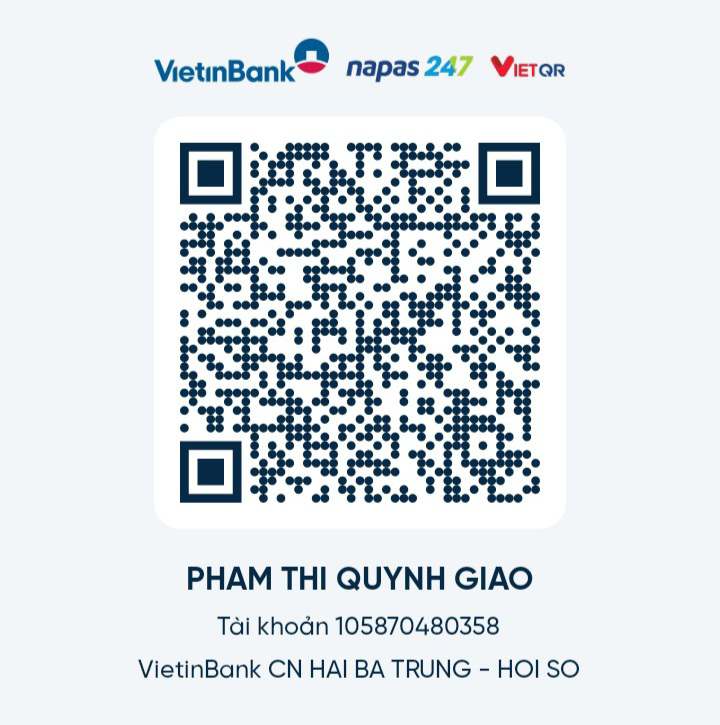 VietinBank napas 247 VIETQR
PHAM THI QUYNH GIAO
Tài khoản 105870480358
VietinBank CN HAI BA TRUNG - HOI SO